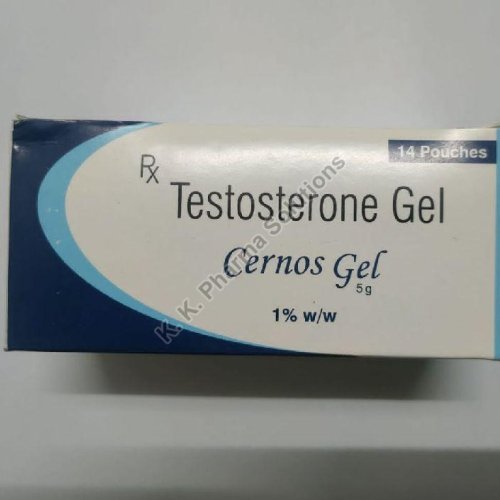 14 Pouches
Rx
Testosterone Gel
Cernos Gel
5g
1% w/w
K. K. Pharma Solutions